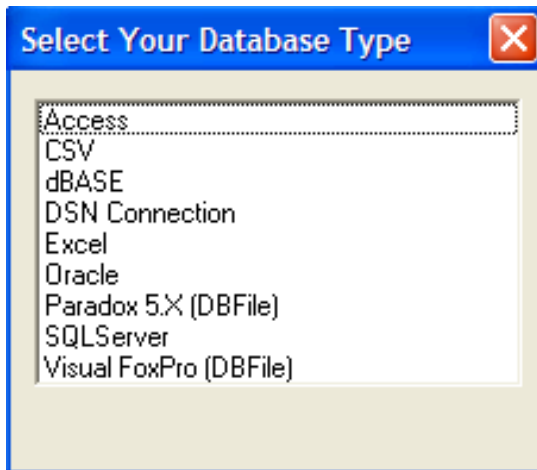 Select Your Database Type
Access
CSV
dBASE
DSN Connection
Excel
Oracle
Paradox 5.X (DBFile)
SQLServer
Visual FoxPro (DBFile)